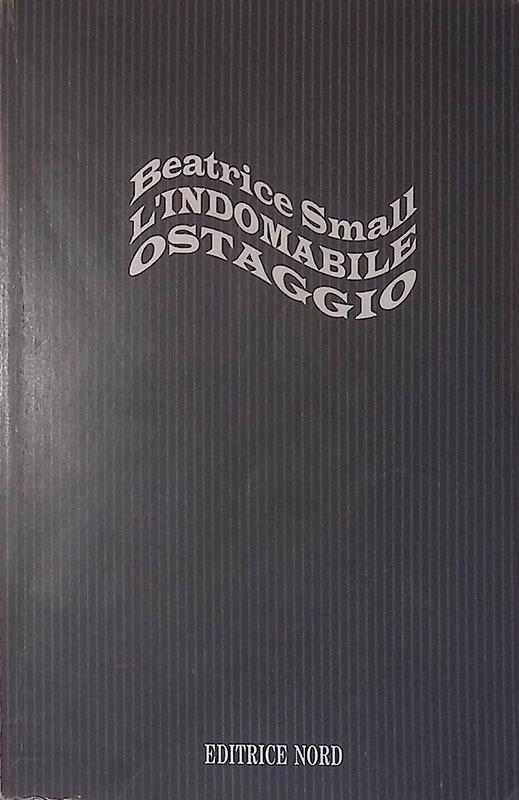 Beatrice Small
L'INDOMABILE
OSTAGGIO
EDITRICE NORD